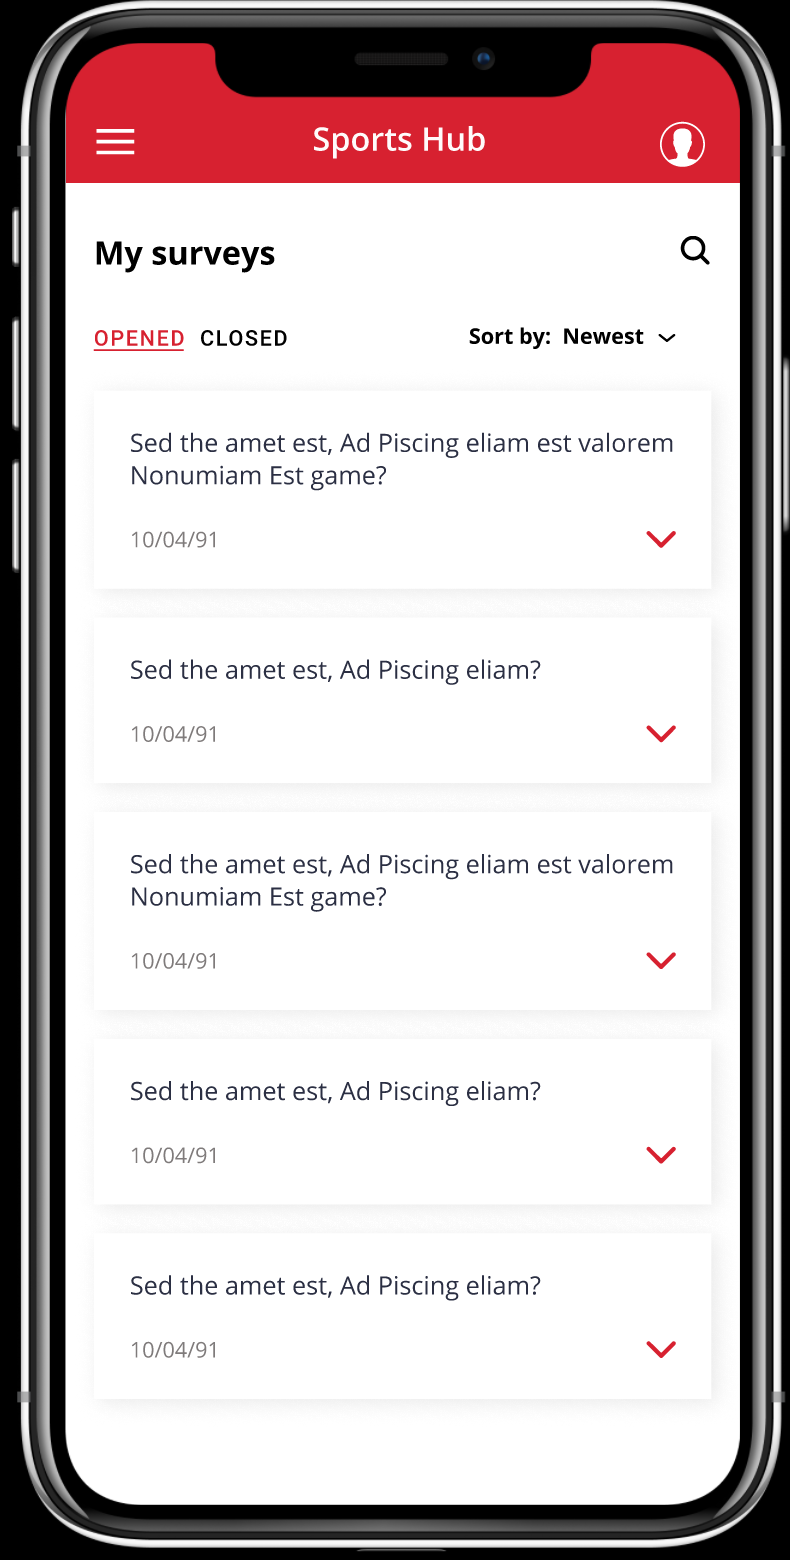 Sports Hub
My surveys
OPENED CLOSED Sort by: Newest
Sed the amet est, Ad Piscing eliam est valorem
Nonumiam Est game?
10/04/91
Sed the amet est, Ad Piscing eliam?
10/04/91
Sed the amet est, Ad Piscing eliam est valorem
Nonumiam Est game?
10/04/91
Sed the amet est, Ad Piscing eliam?
10/04/91
Sed the amet est, Ad Piscing eliam?
10/04/91